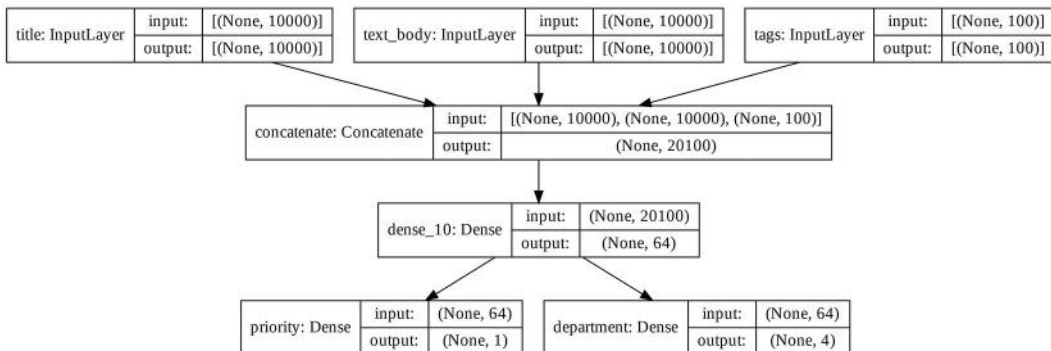 title: InputLayer
input: [(None, 10000)]
output: [(None, 10000)]
text_body: InputLayer
input: [(None, 10000)]
output: [(None, 10000)]
tags: InputLayer
input: [(None, 100)]
output: [(None, 100)]
concatenate: Concatenate
input: [(None, 10000), (None, 10000), (None, 100)]
output: (None, 20100)
dense_10: Dense
input: (None, 20100)
output: (None, 64)
priority: Dense
input: (None, 64)
output: (None, 1)
department: Dense
input: (None, 64)
output: (None, 4)